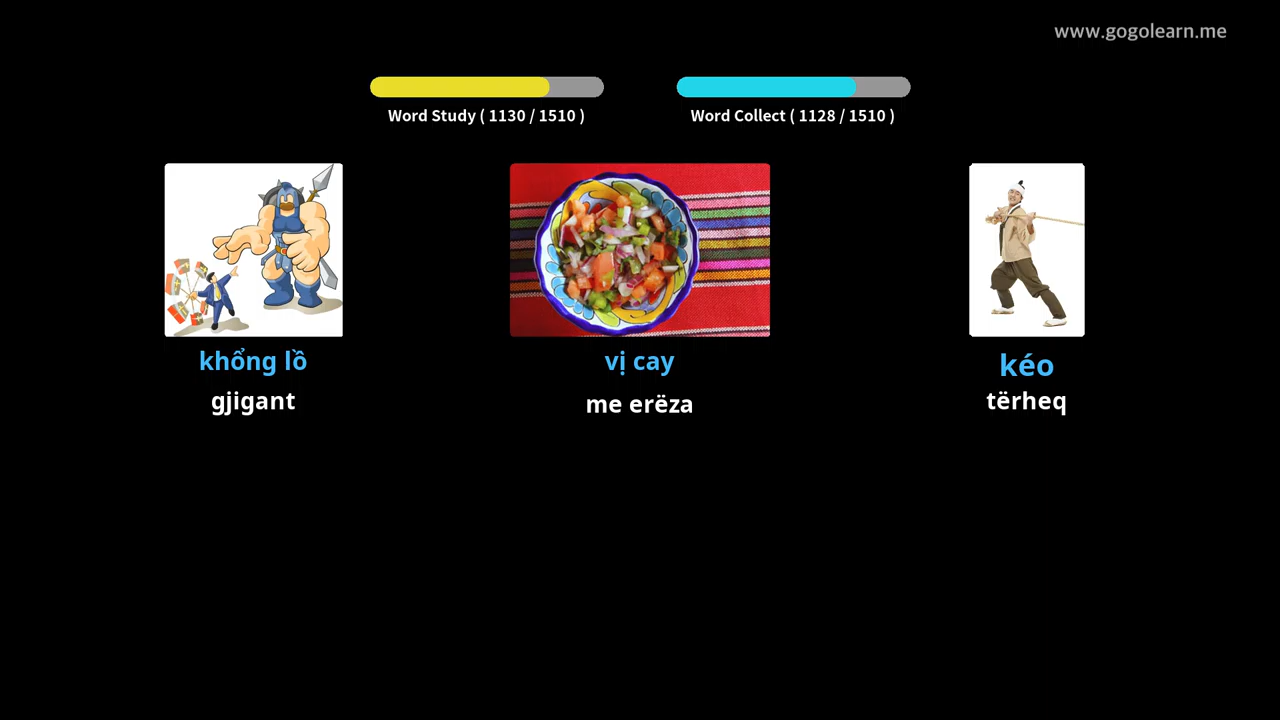 www.gogolearn.me
Word Study ( 1130 / 1510 )
Word Collect ( 1128 / 1510 )
khổng lồ
gjigant
vị cay
me erëza
kéo
tërheq